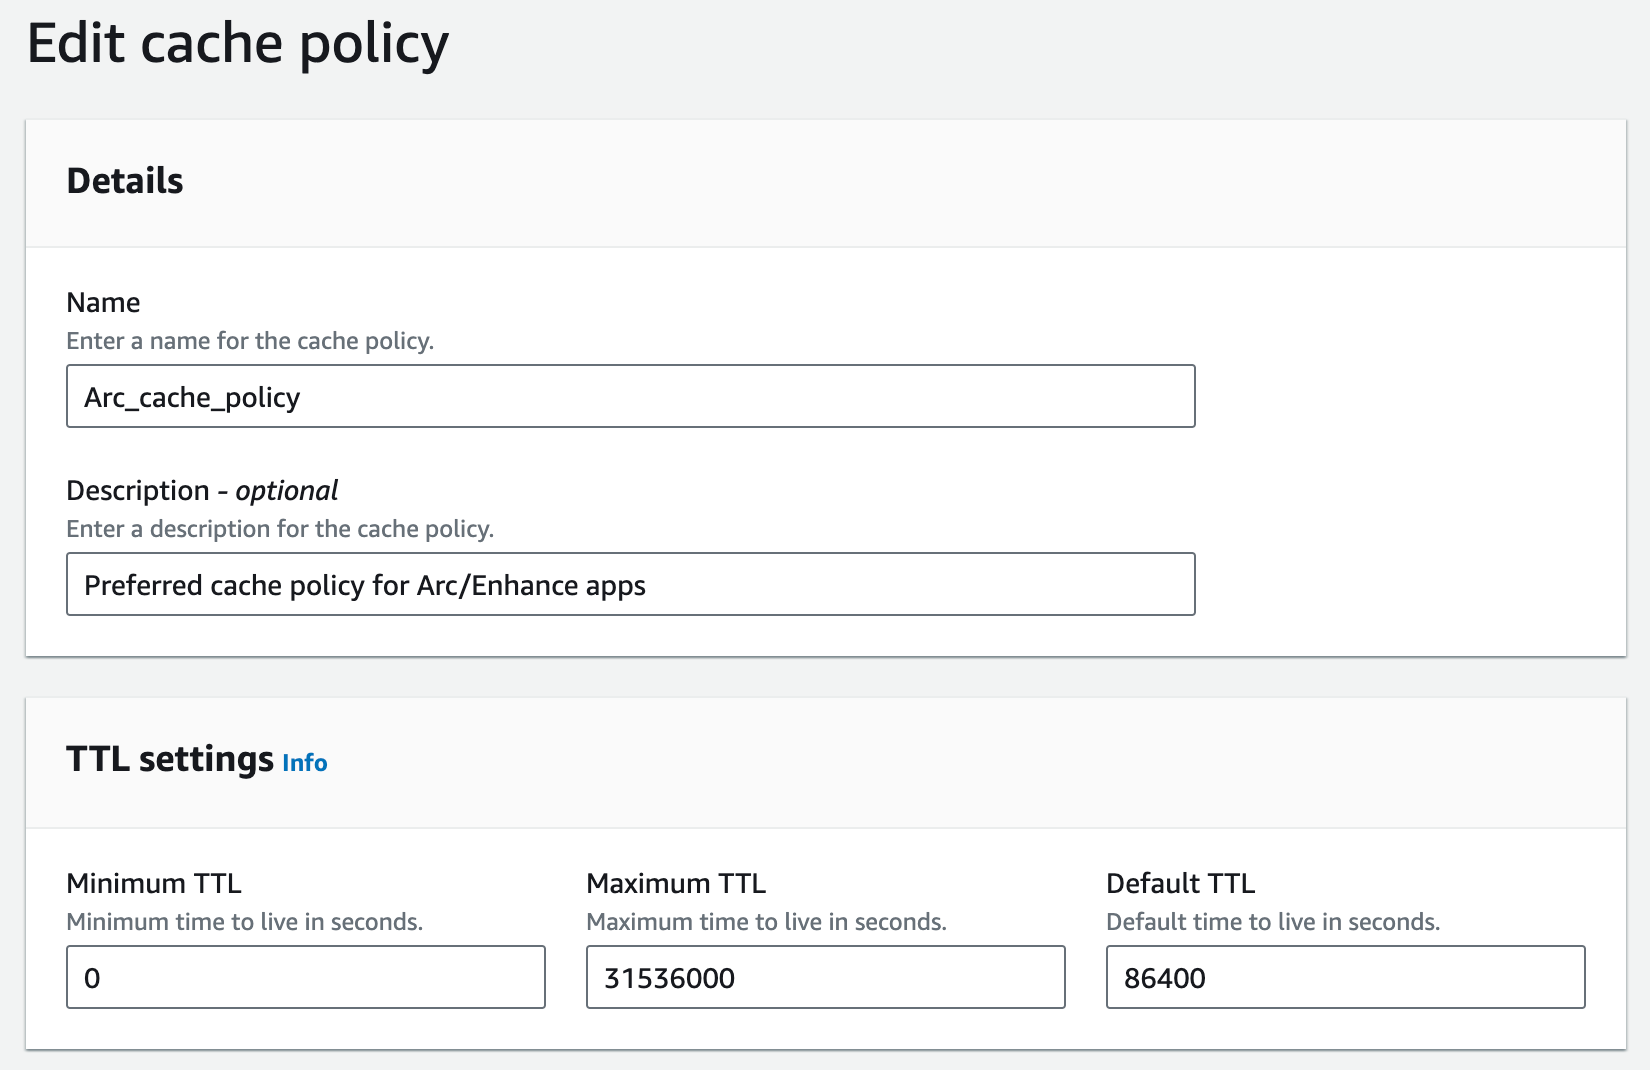 Edit cache policy
Details
Name
Enter a name for the cache policy.
Arc_cache_policy
Description - optional
Enter a description for the cache policy.
Preferred cache policy for Arc/Enhance apps
TTL settings Info
Minimum TTL
Minimum time to live in seconds.
0
Maximum TTL
Maximum time to live in seconds.
31536000
Default TTL
Default time to live in seconds.
86400